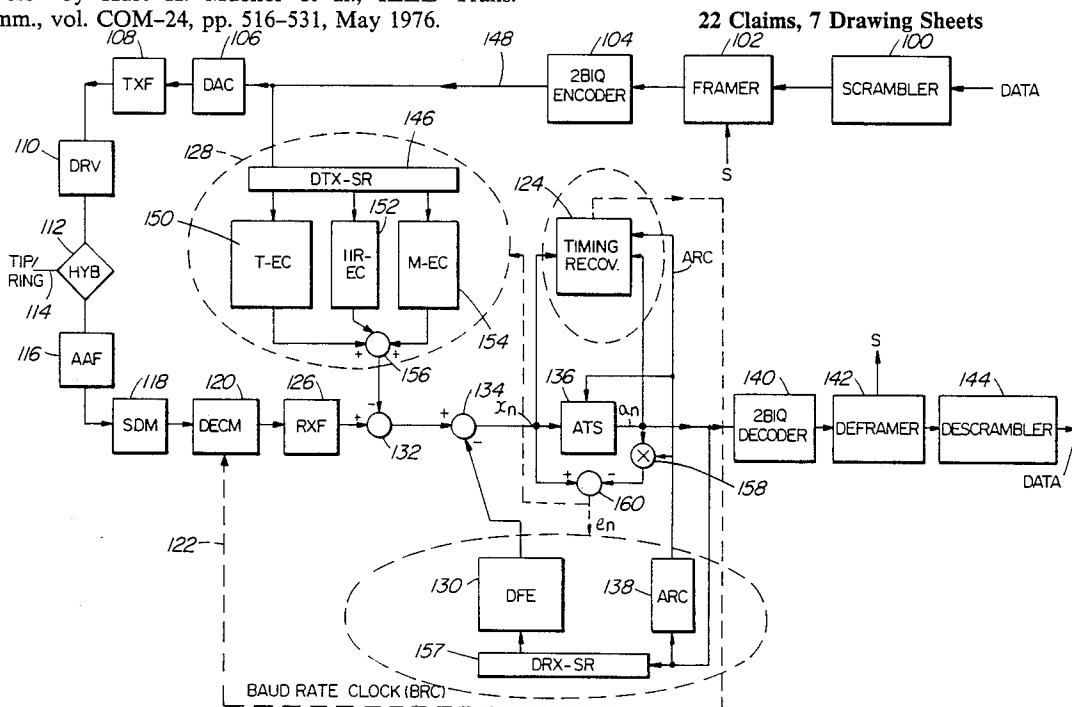 Comm., vol. COM–24, pp. 516–531, May 1976.
22 Claims, 7 Drawing Sheets
108
106
148
104
102
100
TXF
DAC
2BIQ ENCODER
FRAMER
SCRAMBLER
DATA
S
110
DRV
128
146
DTX-SR
150
152
T-EC
IIR-EC
M-EC
154
124
TIMING RECOV.
ARC
112
TIP/RING
HYB
114
+
+
156
116
AAF
118
120
126
SDM
DECM
RXF
−
+
132
134
+
−
xn
136
ATS
an
×
158
+
−
160
en
140
142
144
2BIQ DECODER
DEFRAMER
DESCRAMBLER
S
DATA
122
130
DFE
138
ARC
157
DRX-SR
BAUD RATE CLOCK (BRC)